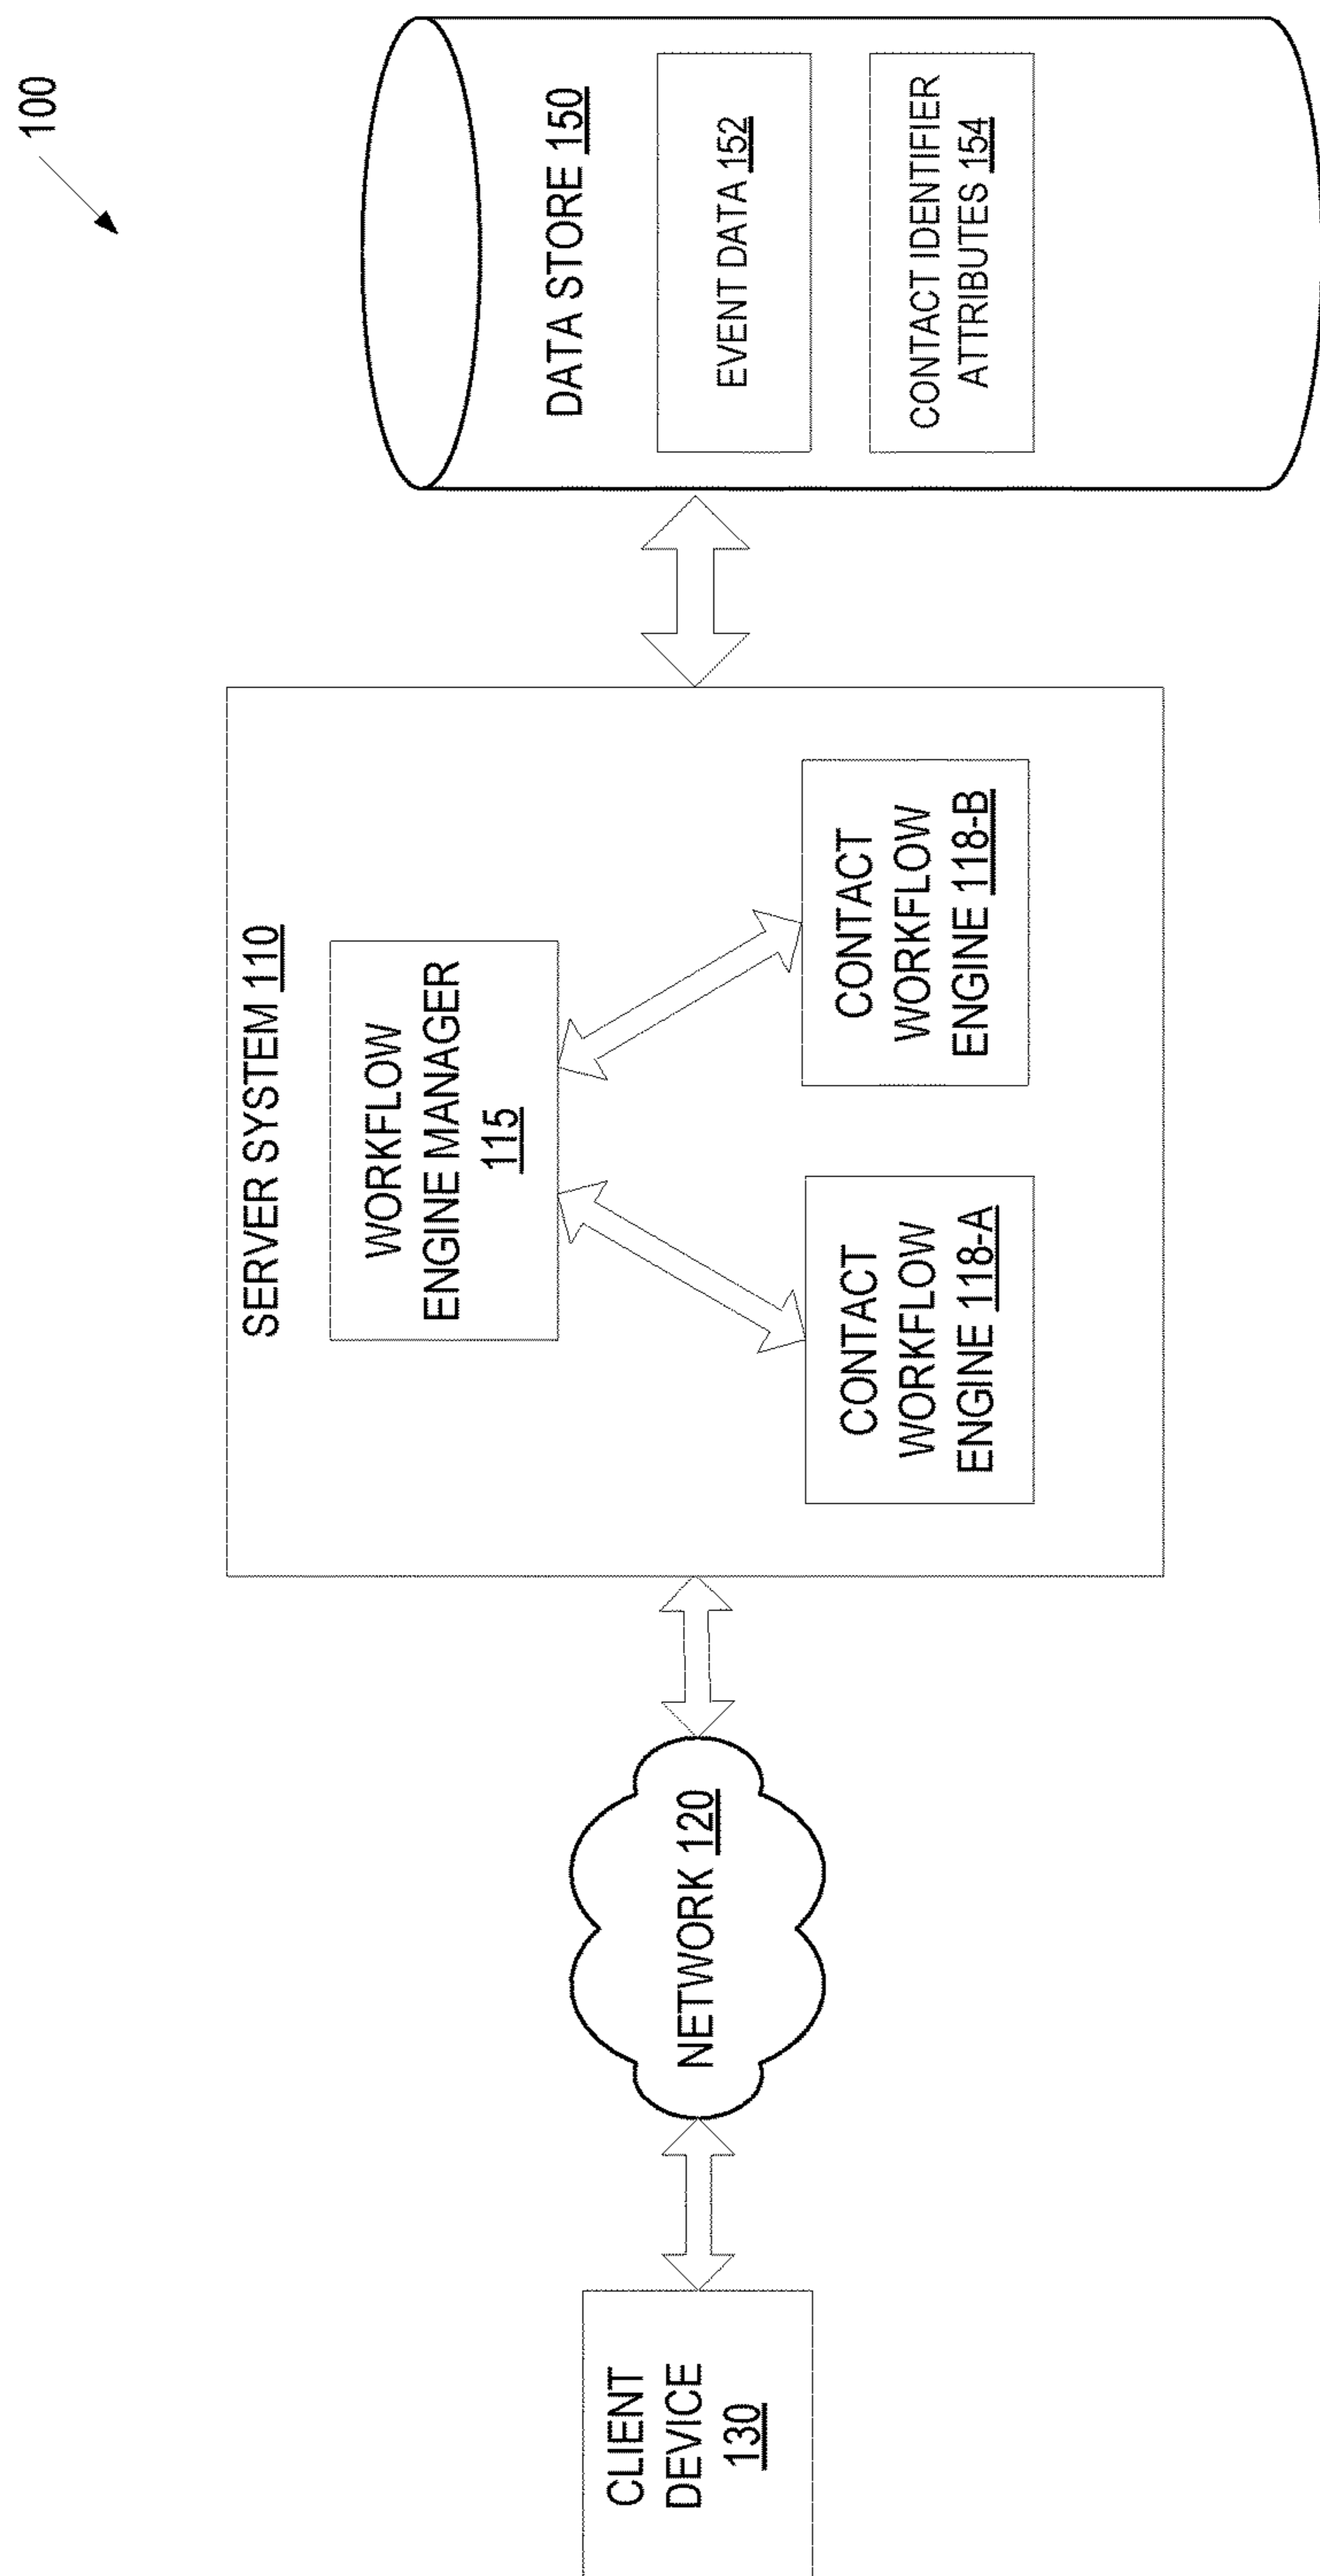 100
CLIENT
DEVICE
130
NETWORK 120
SERVER SYSTEM 110
WORKFLOW
ENGINE MANAGER
115
CONTACT
WORKFLOW
ENGINE 118-A
CONTACT
WORKFLOW
ENGINE 118-B
DATA STORE 150
EVENT DATA 152
CONTACT IDENTIFIER
ATTRIBUTES 154